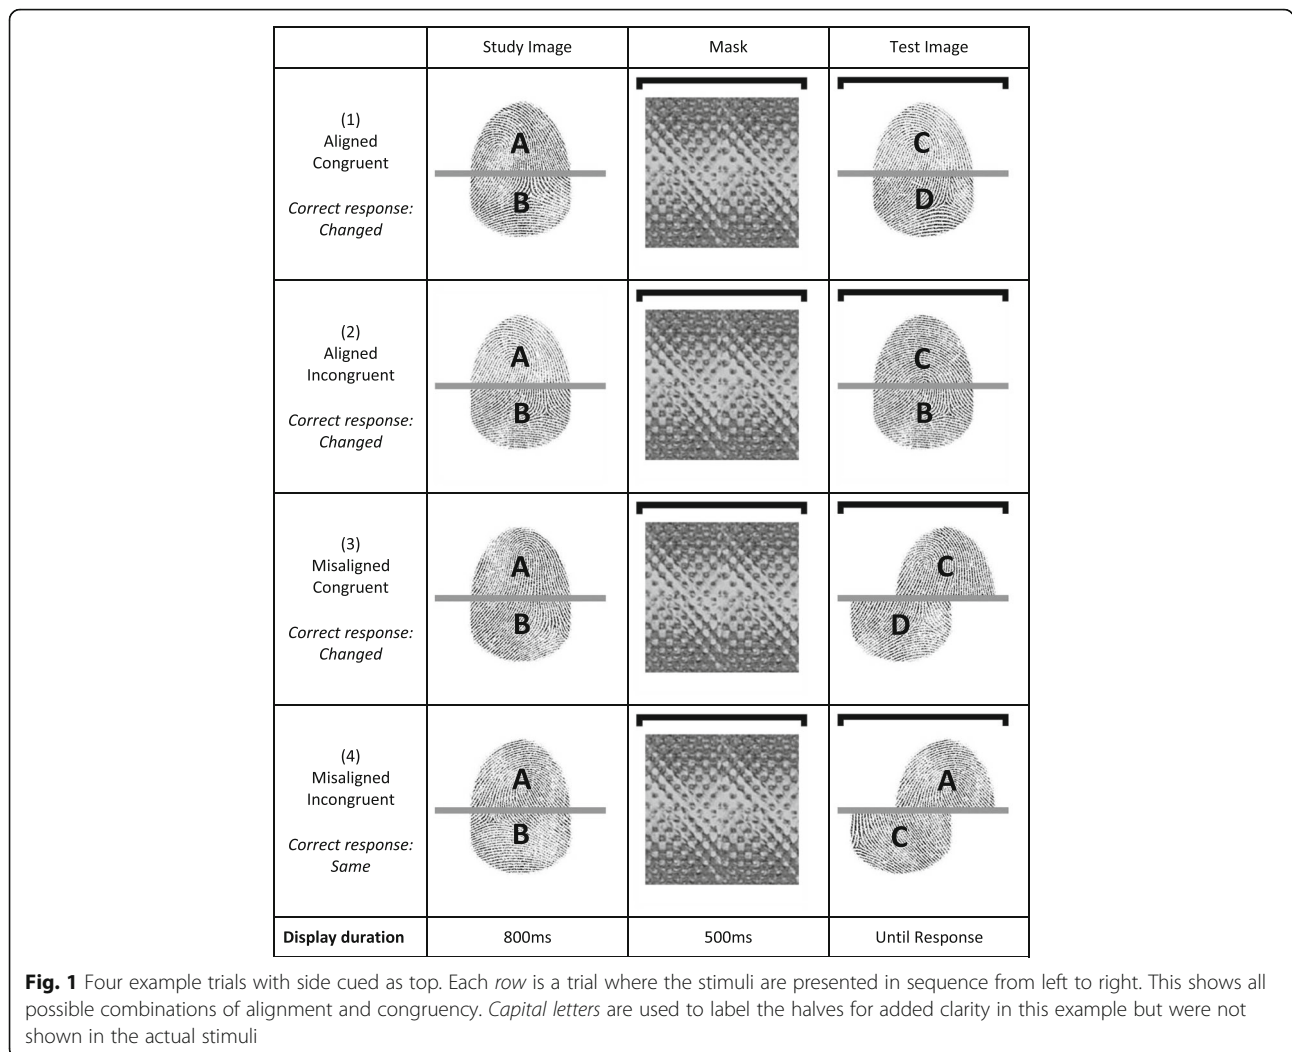 Study Image Mask Test Image
(1)
Aligned
Congruent
Correct response:
Changed
A
B
C
D
(2)
Aligned
Incongruent
Correct response:
Changed
A
B
C
B
(3)
Misaligned
Congruent
Correct response:
Changed
A
B
C
D
(4)
Misaligned
Incongruent
Correct response:
Same
A
B
A
C
Display duration 800ms 500ms Until Response
Fig. 1 Four example trials with side cued as top. Each row is a trial where the stimuli are presented in sequence from left to right. This shows all
possible combinations of alignment and congruency. Capital letters are used to label the halves for added clarity in this example but were not
shown in the actual stimuli